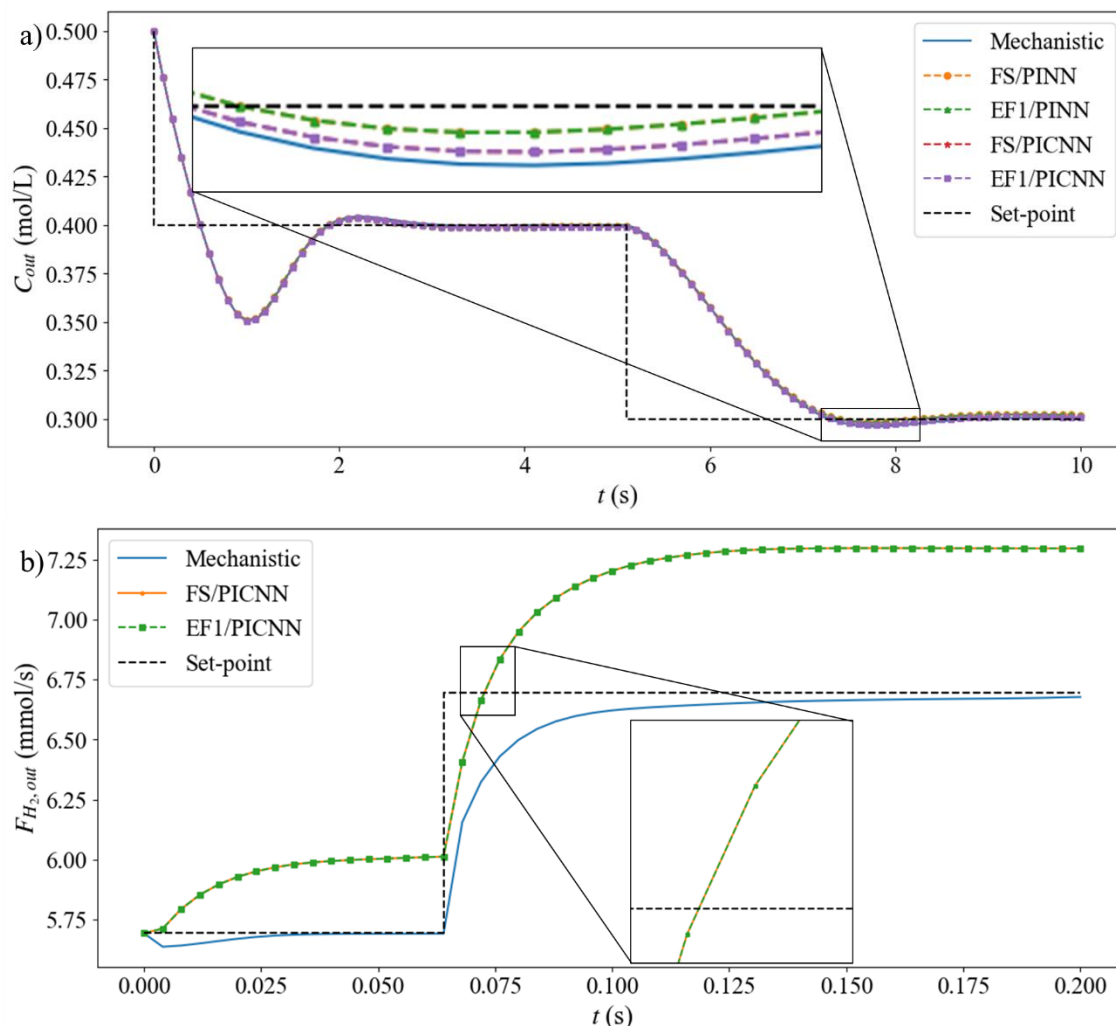 a)
0.500
0.475
0.450
0.425
0.400
0.375
0.350
0.325
0.300
C_out (mol/L)
Mechanistic
FS/PINN
EF1/PINN
FS/PICNN
EF1/PICNN
Set-point
0 2 4 6 8 10
t (s)
b)
7.25
7.00
6.75
6.50
6.25
6.00
5.75
F_H₂,out (mmol/s)
Mechanistic
FS/PICNN
EF1/PICNN
Set-point
0.000 0.025 0.050 0.075 0.100 0.125 0.150 0.175 0.200
t (s)